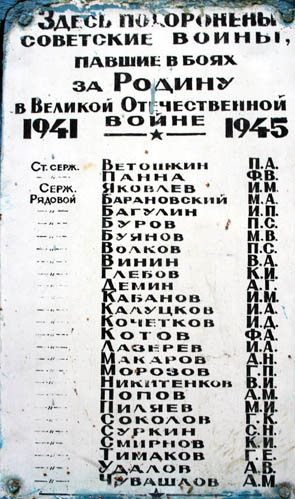 Здесь похоронены
советские воины,
павшие в боях
за Родину
в Великой Отечественной
1941 войне 1945
Ст. серж. Ветошкин П.А.
—"— Панна Ф.В.
Серж. Яковлев И.М.
Рядовой Барановский М.А.
—"— Багулин И.П.
—"— Буров П.С.
—"— Буянов М.В.
—"— Волков П.С.
—"— Винин В.А.
—"— Глебов К.И.
—"— Демин А.Г.
—"— Кабанов И.М.
—"— Калуцков И.А.
—"— Кочетков И.Д.
—"— Котов Ф.А.
—"— Лазерев И.А.
—"— Макаров Д.Н.
—"— Морозов Г.П.
—"— Никитенков В.И.
—"— Попов А.М.
—"— Пиляев М.И.
—"— Соколов Г.К.
—"— Суркин С.Н.
—"— Смирнов К.И.
—"— Тимаков Г.Е.
—"— Удалов А.В.
—"— Чувашлов А.М.